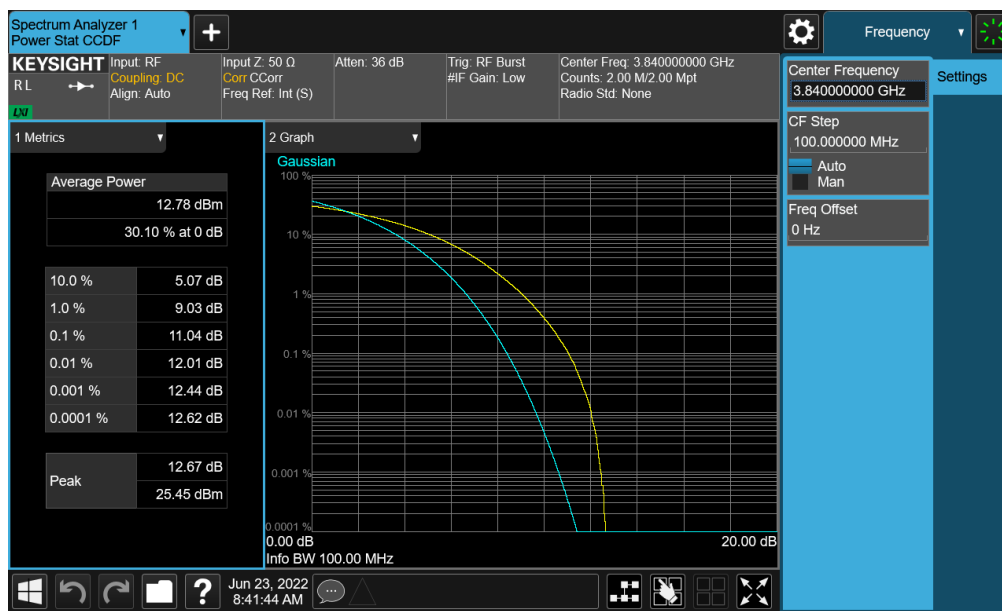 Spectrum Analyzer 1
Power Stat CCDF
+
Frequency
KEYSIGHT
R L
LXI
Input: RF
Coupling: DC
Align: Auto
Input Z: 50 Ω
Corr CCorr
Freq Ref: Int (S)
Atten: 36 dB
Trig: RF Burst
#IF Gain: Low
Center Freq: 3.840000000 GHz
Counts: 2.00 M/2.00 Mpt
Radio Std: None
Center Frequency
3.840000000 GHz
Settings
CF Step
100.000000 MHz
Auto
Man
Freq Offset
0 Hz
1 Metrics
Average Power
12.78 dBm
30.10 % at 0 dB
10.0 % 5.07 dB
1.0 % 9.03 dB
0.1 % 11.04 dB
0.01 % 12.01 dB
0.001 % 12.44 dB
0.0001 % 12.62 dB
Peak
12.67 dB
25.45 dBm
2 Graph
Gaussian
100 %
10 %
1 %
0.1 %
0.01 %
0.001 %
0.0001 %
0.00 dB 20.00 dB
Info BW 100.00 MHz
?
Jun 23, 2022
8:41:44 AM